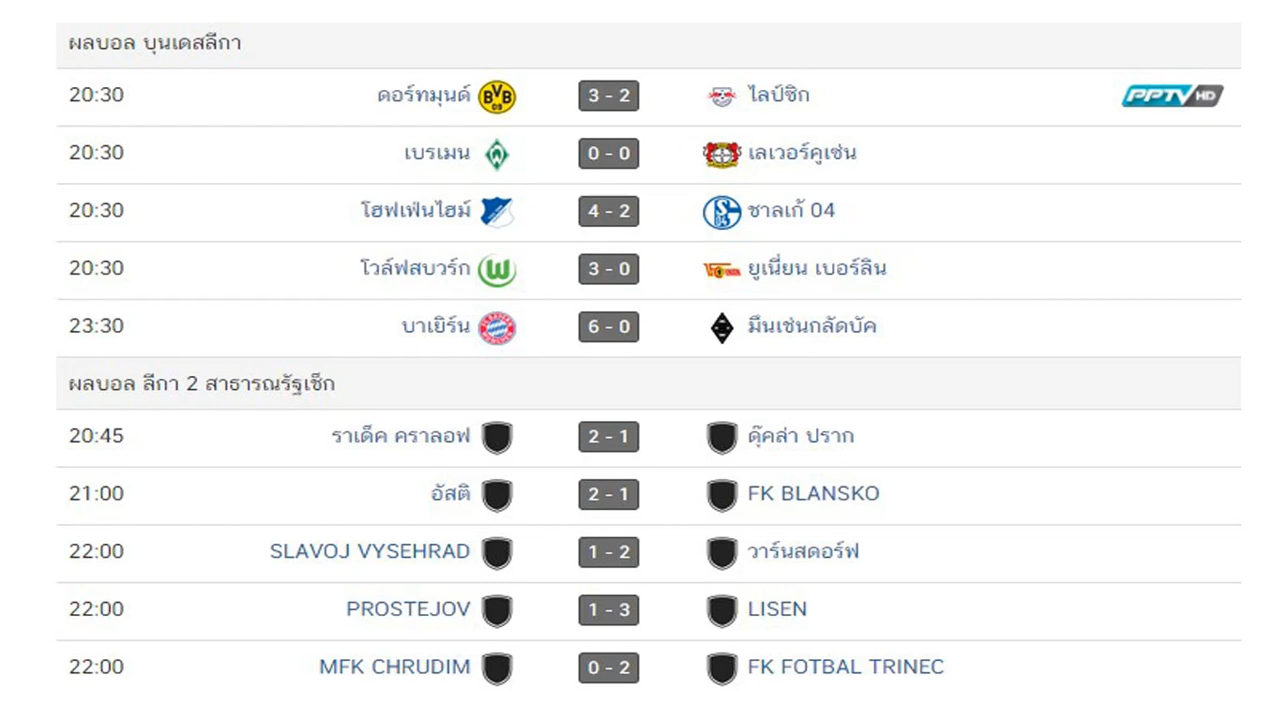 ผลบอล บุนเดสลีกา
20:30 ดอร์ทมุนด์ BVB 09 3 - 2 ไลป์ซิก PPTV HD
20:30 เบรเมน 0 - 0 เลเวอร์คูเซ่น
20:30 โฮฟเฟ่นไฮม์ 4 - 2 ชาลเก้ 04
20:30 โวล์ฟสบวร์ก 3 - 0 ยูเนี่ยน เบอร์ลิน
23:30 บาเยิร์น 6 - 0 มึนเช่นกลัดบัค
ผลบอล ลีกา 2 สาธารณรัฐเช็ก
20:45 ราเด็ค คราลอฟ 2 - 1 ดุ๊คล่า ปราก
21:00 อัสติ 2 - 1 FK BLANSKO
22:00 SLAVOJ VYSEHRAD 1 - 2 วาร์นสดอร์ฟ
22:00 PROSTEJOV 1 - 3 LISEN
22:00 MFK CHRUDIM 0 - 2 FK FOTBAL TRINEC